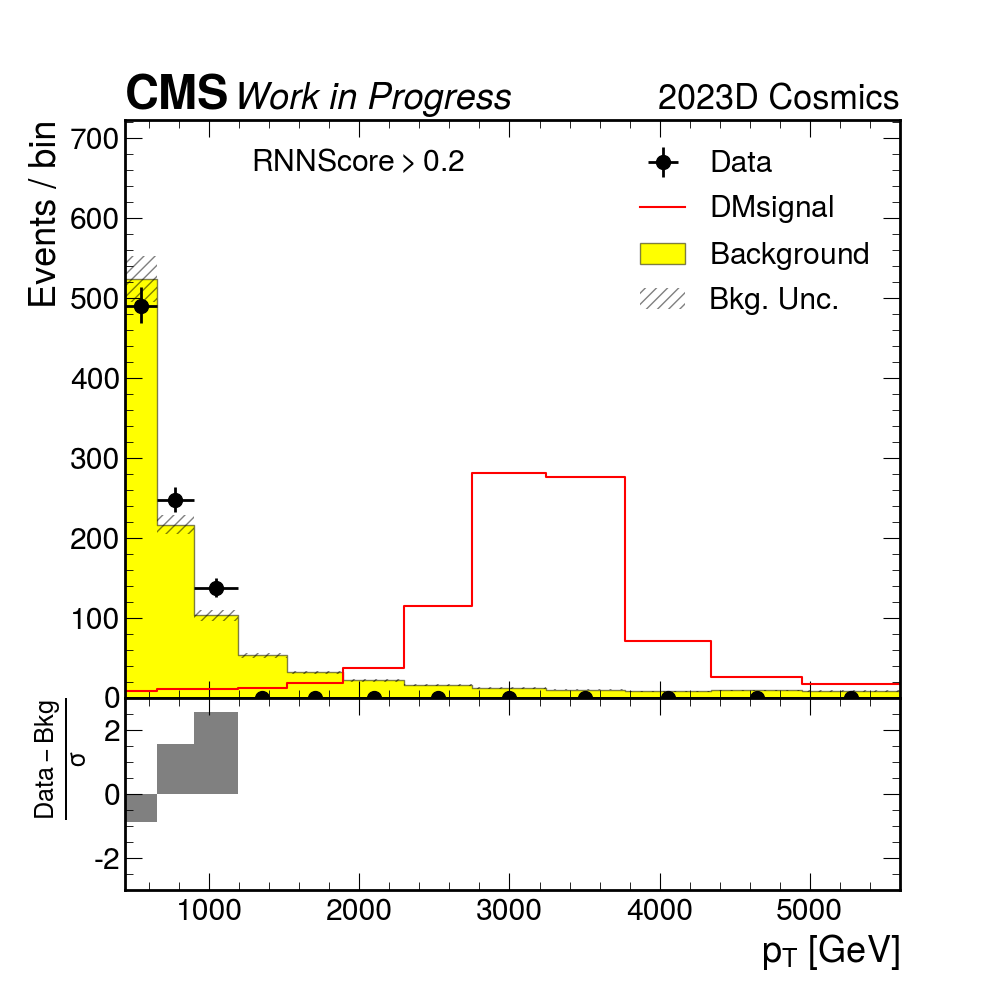 CMS Work in Progress 2023D Cosmics
Events / bin
700
600
500
400
300
200
100
0
RNNScore > 0.2
Data
DMsignal
Background
Bkg. Unc.
Data − Bkg
σ
2
0
-2
1000 2000 3000 4000 5000
pT [GeV]